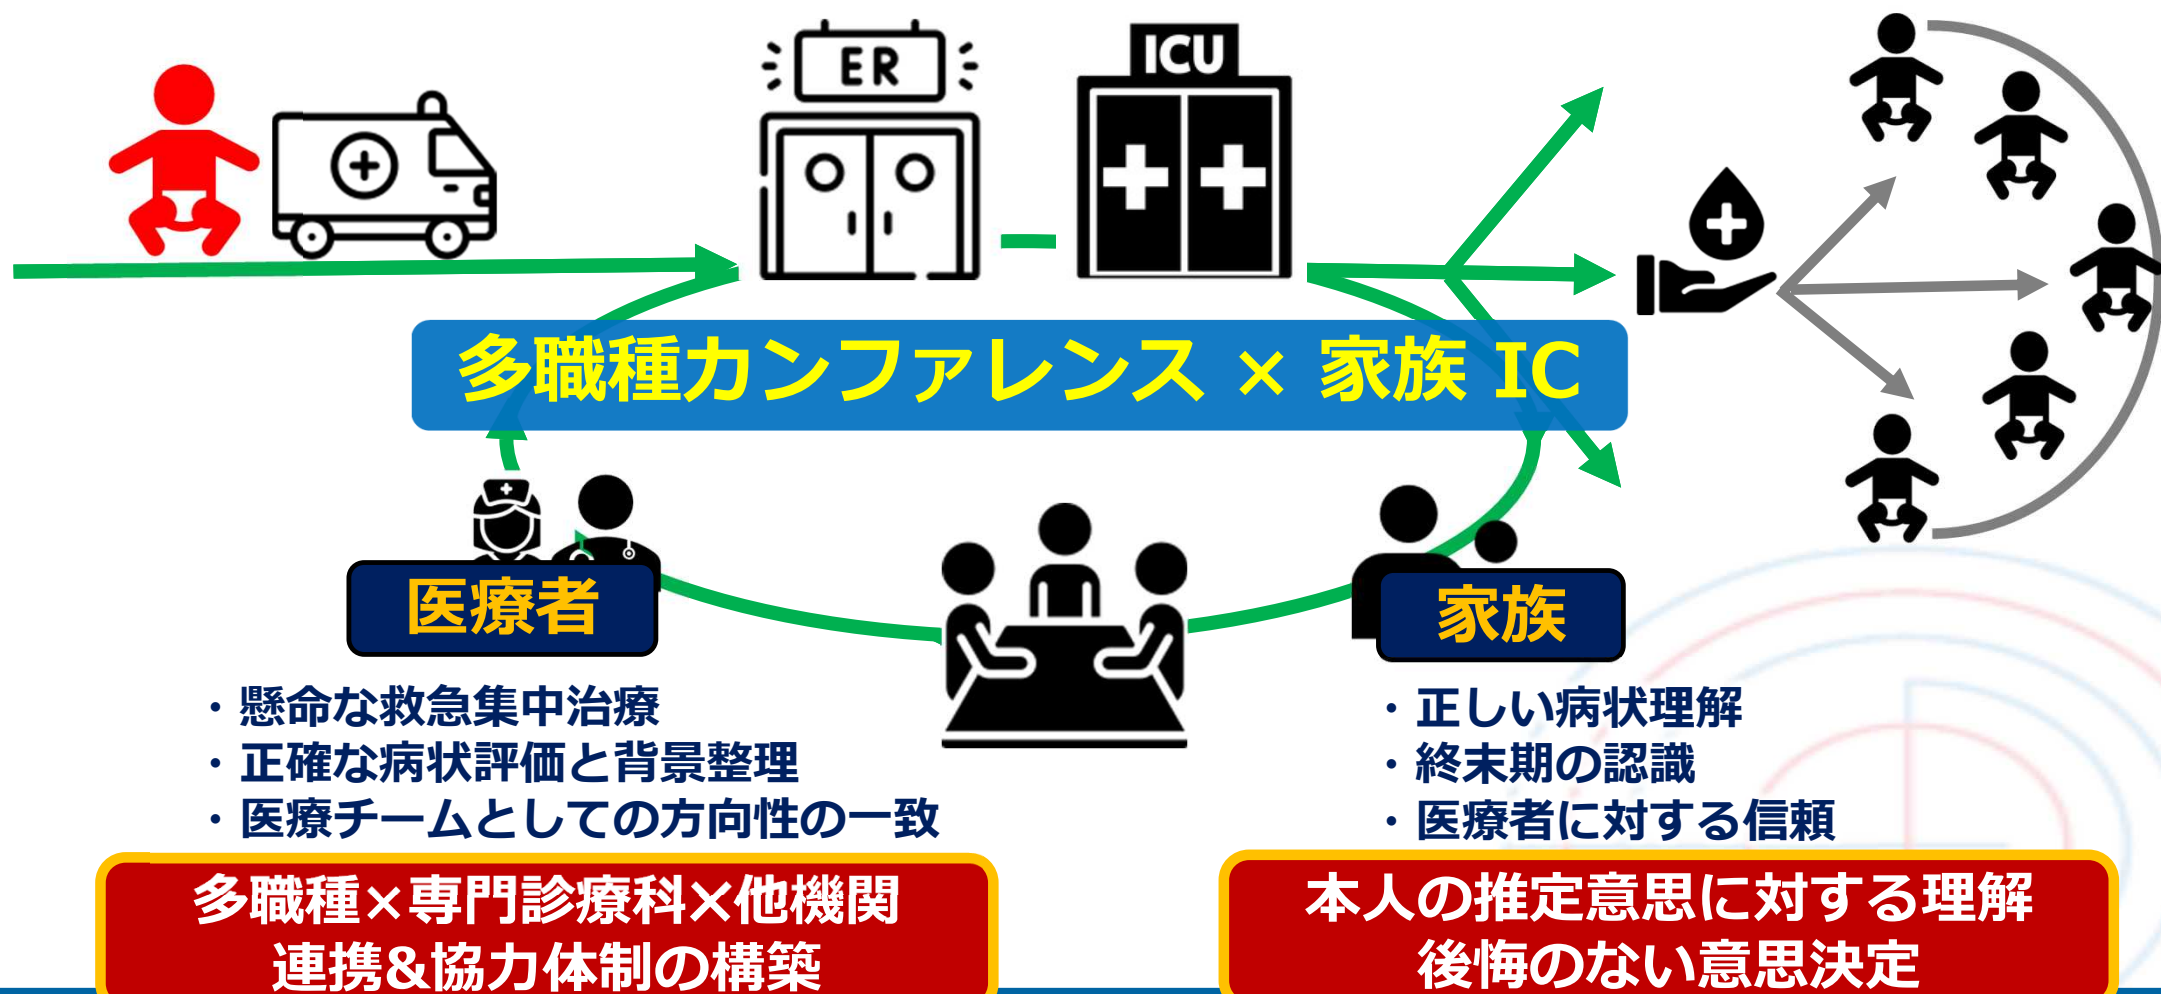 ER
ICU
多職種カンファレンス × 家族 IC
医療者
・懸命な救急集中治療
・正確な病状評価と背景整理
・医療チームとしての方向性の一致
多職種×専門診療科×他機関
連携&協力体制の構築
家族
・正しい病状理解
・終末期の認識
・医療者に対する信頼
本人の推定意思に対する理解
後悔のない意思決定